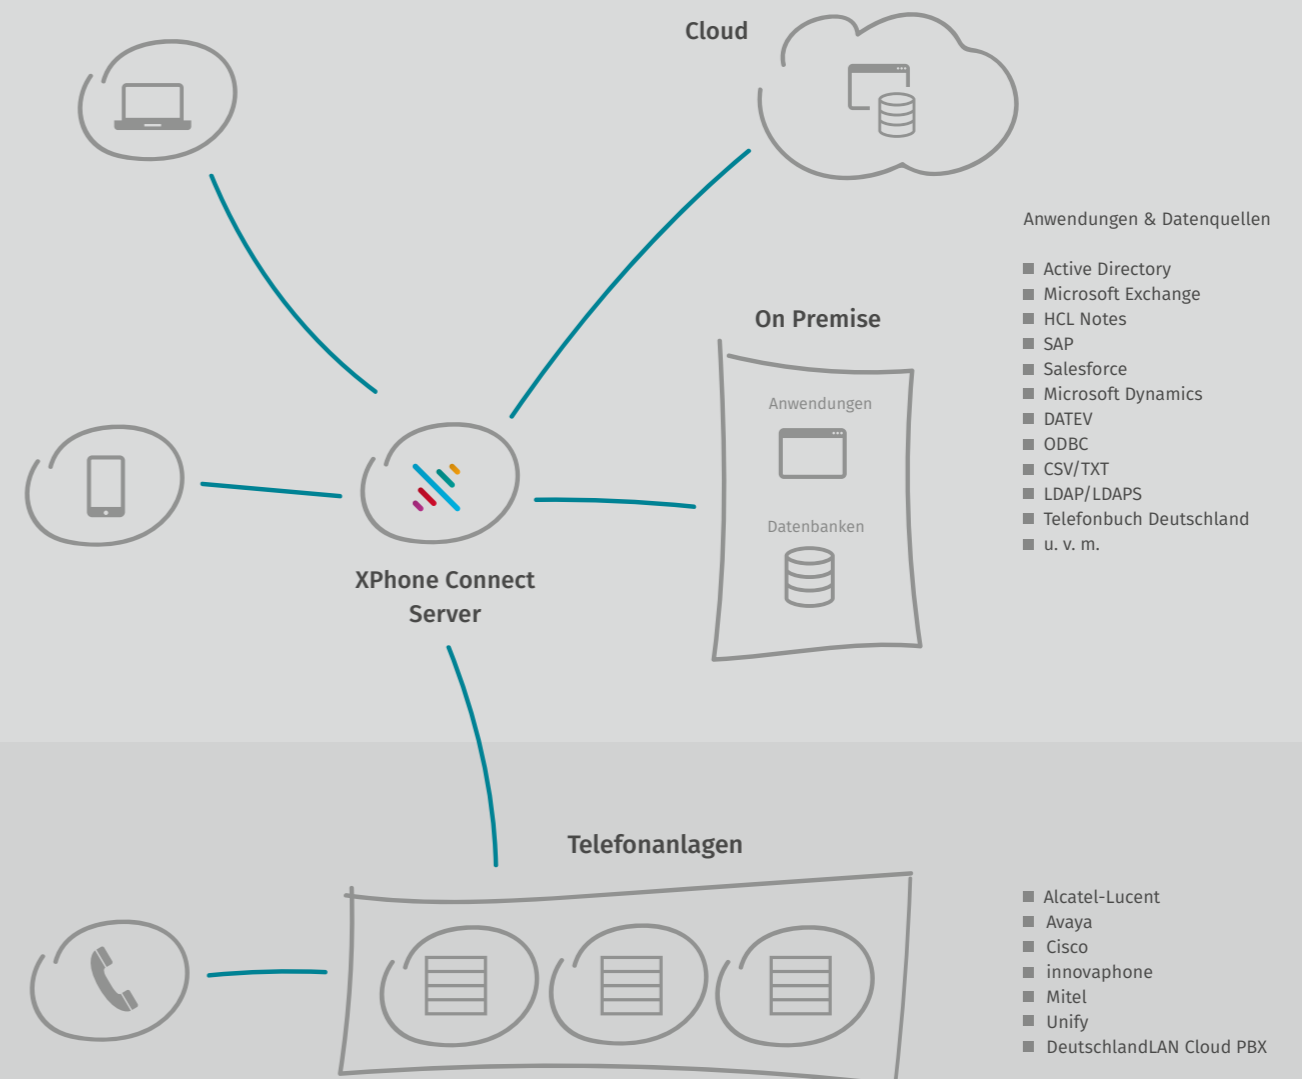 Cloud
Anwendungen & Datenquellen
Active Directory
Microsoft Exchange
HCL Notes
SAP
Salesforce
Microsoft Dynamics
DATEV
ODBC
CSV/TXT
LDAP/LDAPS
Telefonbuch Deutschland
u. v. m.
On Premise
Anwendungen
Datenbanken
XPhone Connect
Server
Telefonanlagen
Alcatel-Lucent
Avaya
Cisco
innovaphone
Mitel
Unify
DeutschlandLAN Cloud PBX